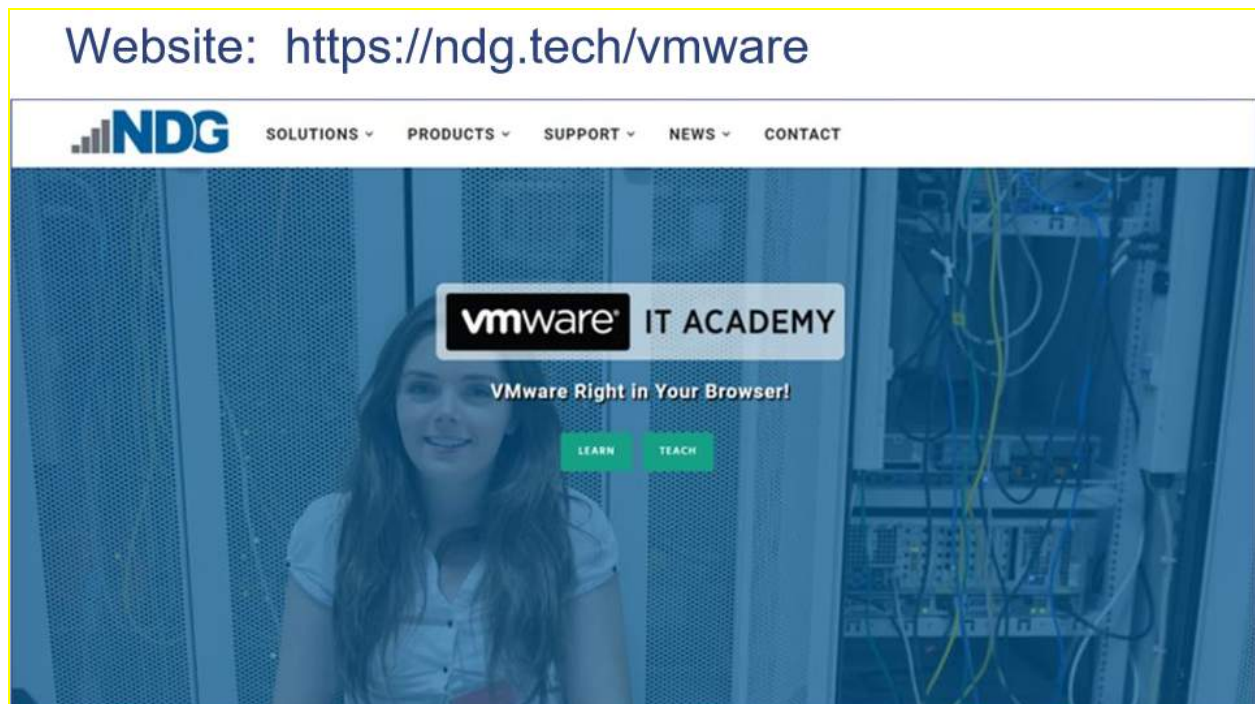 Website: https://ndg.tech/vmware
NDG SOLUTIONS PRODUCTS SUPPORT NEWS CONTACT
vmware® IT ACADEMY
VMware Right in Your Browser!
LEARN TEACH